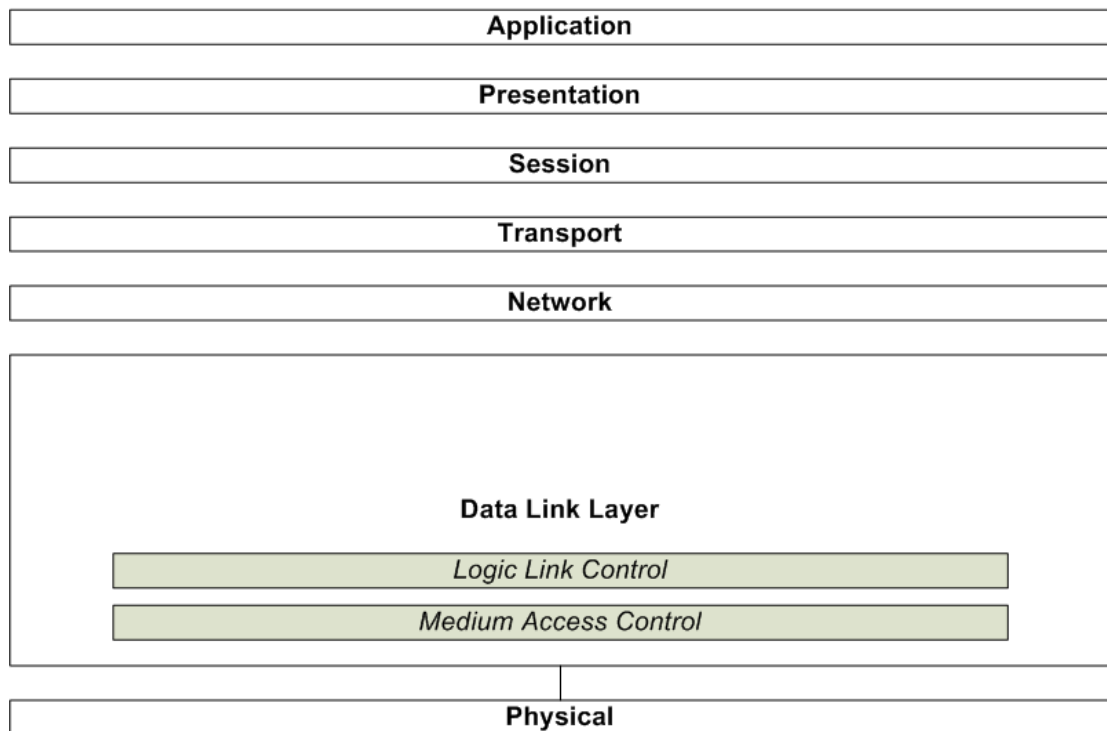 Application
Presentation
Session
Transport
Network
Data Link Layer
Logic Link Control
Medium Access Control
Physical